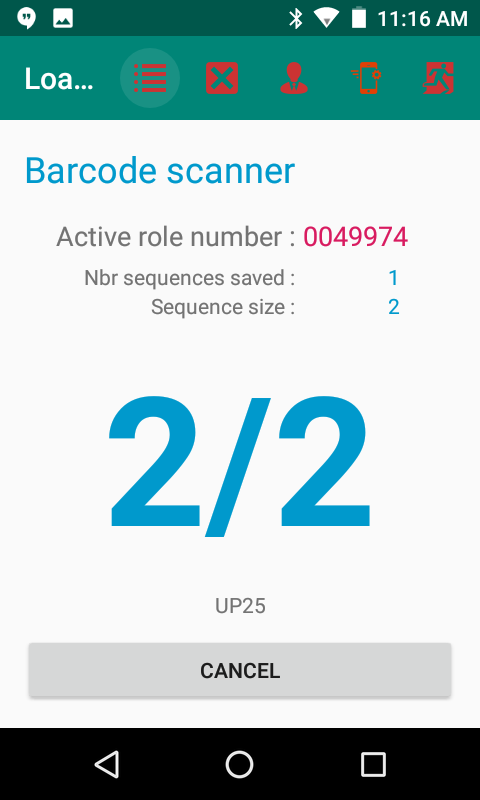 11:16 AM
Loa...
Barcode scanner
Active role number : 0049974
Nbr sequences saved : 1
Sequence size : 2
2/2
UP25
CANCEL